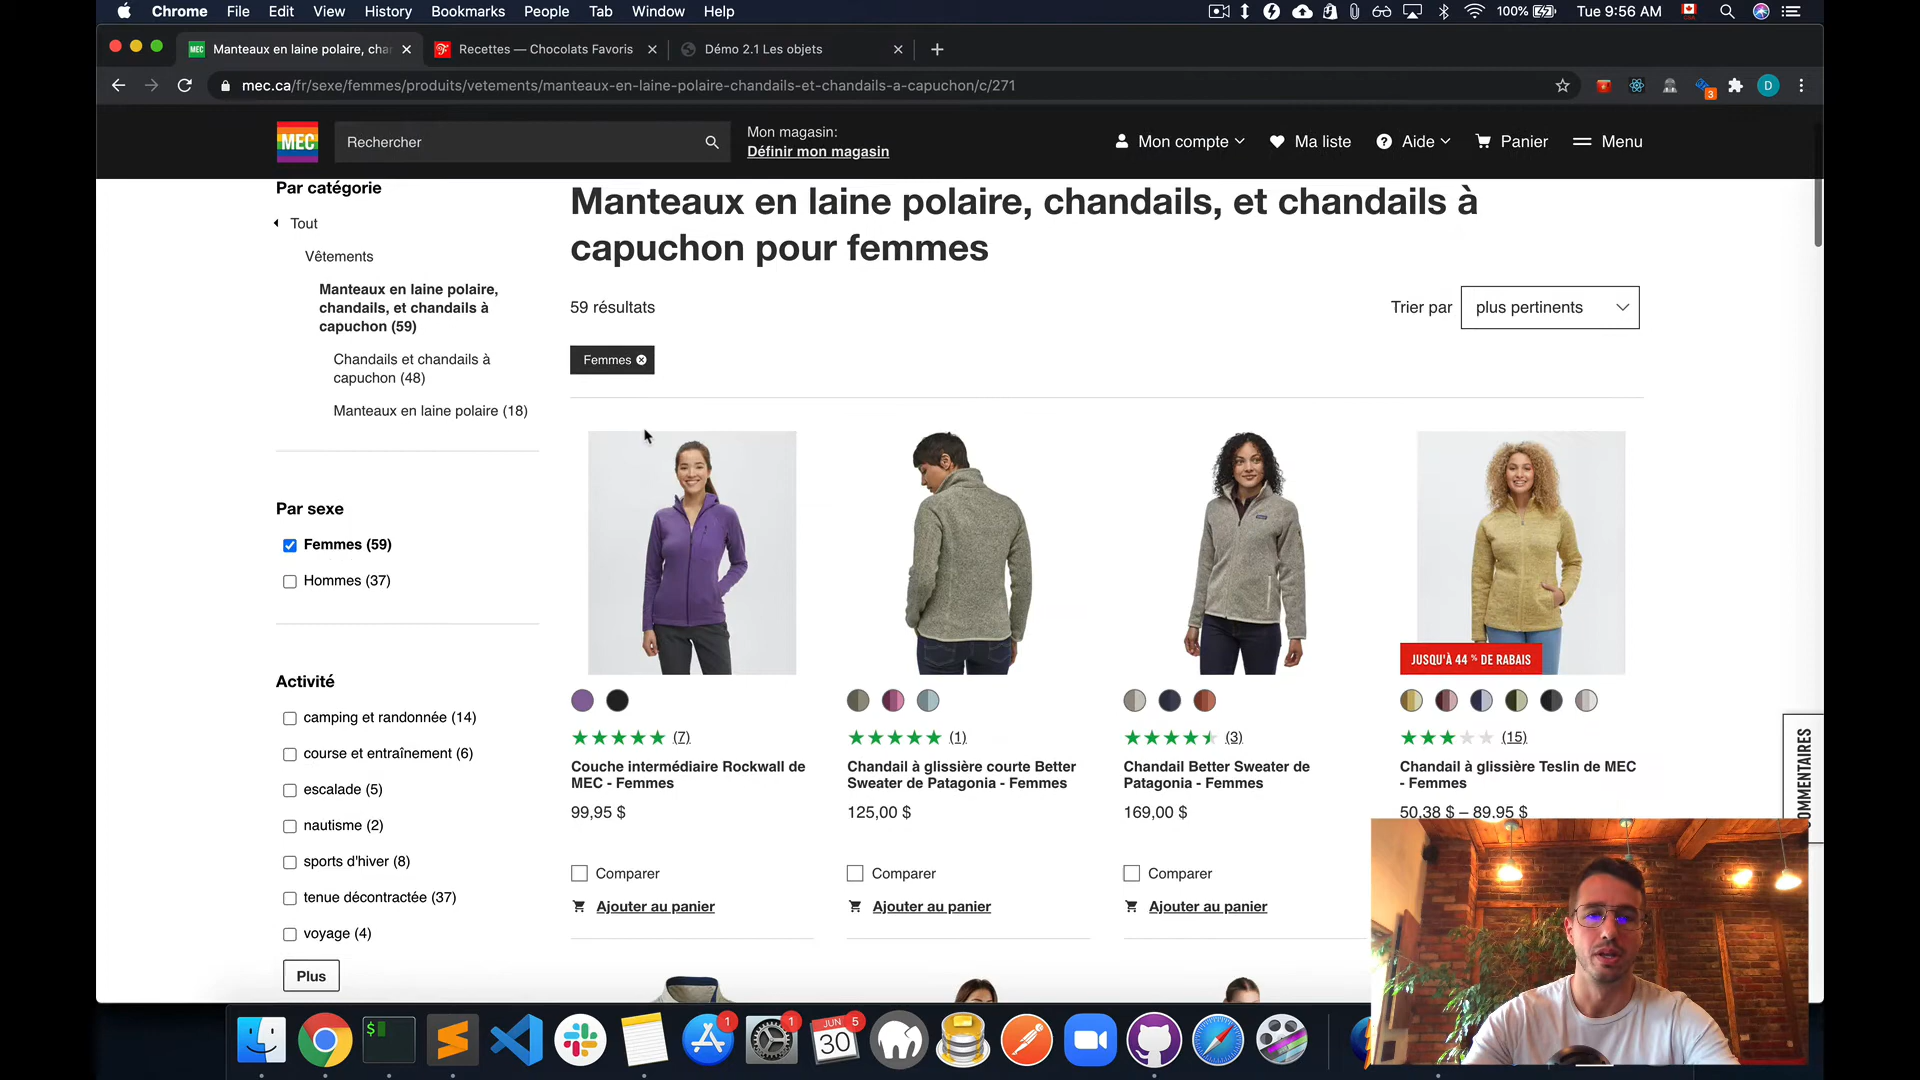 Chrome File Edit View History Bookmarks People Tab Window Help 100% Tue 9:56 AM
MEC Manteaux en laine polaire, cha Recettes — Chocolats Favoris Démo 2.1 Les objets
mec.ca/fr/sexe/femmes/produits/vetements/manteaux-en-laine-polaire-chandails-et-chandails-a-capuchon/c/271 3 D
MEC Rechercher
Mon magasin:
Définir mon magasin
Mon compte Ma liste Aide Panier Menu
Par catégorie
Tout
Vêtements
Manteaux en laine polaire,
chandails, et chandails à
capuchon (59)
Chandails et chandails à
capuchon (48)
Manteaux en laine polaire (18)
Par sexe
Femmes (59)
Hommes (37)
Activité
camping et randonnée (14)
course et entraînement (6)
escalade (5)
nautisme (2)
sports d'hiver (8)
tenue décontractée (37)
voyage (4)
Plus
Manteaux en laine polaire, chandails, et chandails à
capuchon pour femmes
59 résultats
Trier par plus pertinents
Femmes
JUSQU'À 44 % DE RABAIS
(7)
Couche intermédiaire Rockwall de
MEC - Femmes
99,95 $
Comparer
Ajouter au panier
(1)
Chandail à glissière courte Better
Sweater de Patagonia - Femmes
125,00 $
Comparer
Ajouter au panier
(3)
Chandail Better Sweater de
Patagonia - Femmes
169,00 $
Comparer
Ajouter au panier
(15)
Chandail à glissière Teslin de MEC
- Femmes
50,38 $ – 89,95 $
COMMENTAIRES
$
1
1
JUN 5
30